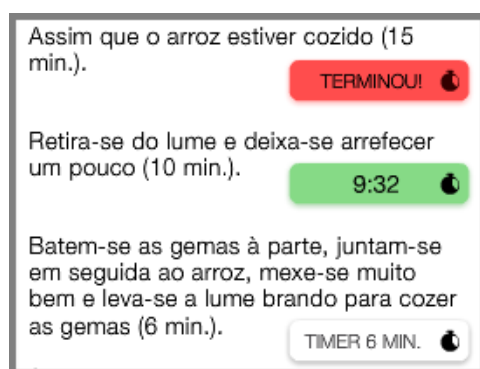 Assim que o arroz estiver cozido (15
min.).
TERMINOU!
Retira-se do lume e deixa-se arrefecer
um pouco (10 min.).
9:32
Batem-se as gemas à parte, juntam-se
em seguida ao arroz, mexe-se muito
bem e leva-se a lume brando para cozer
as gemas (6 min.).
TIMER 6 MIN.